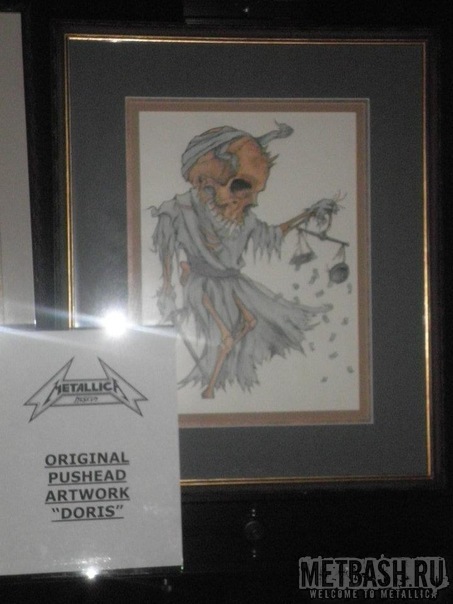 METALLICA
ORIGINAL
PUSHEAD
ARTWORK
"DORIS"
METBASH.RU
WELCOME TO METALLICA